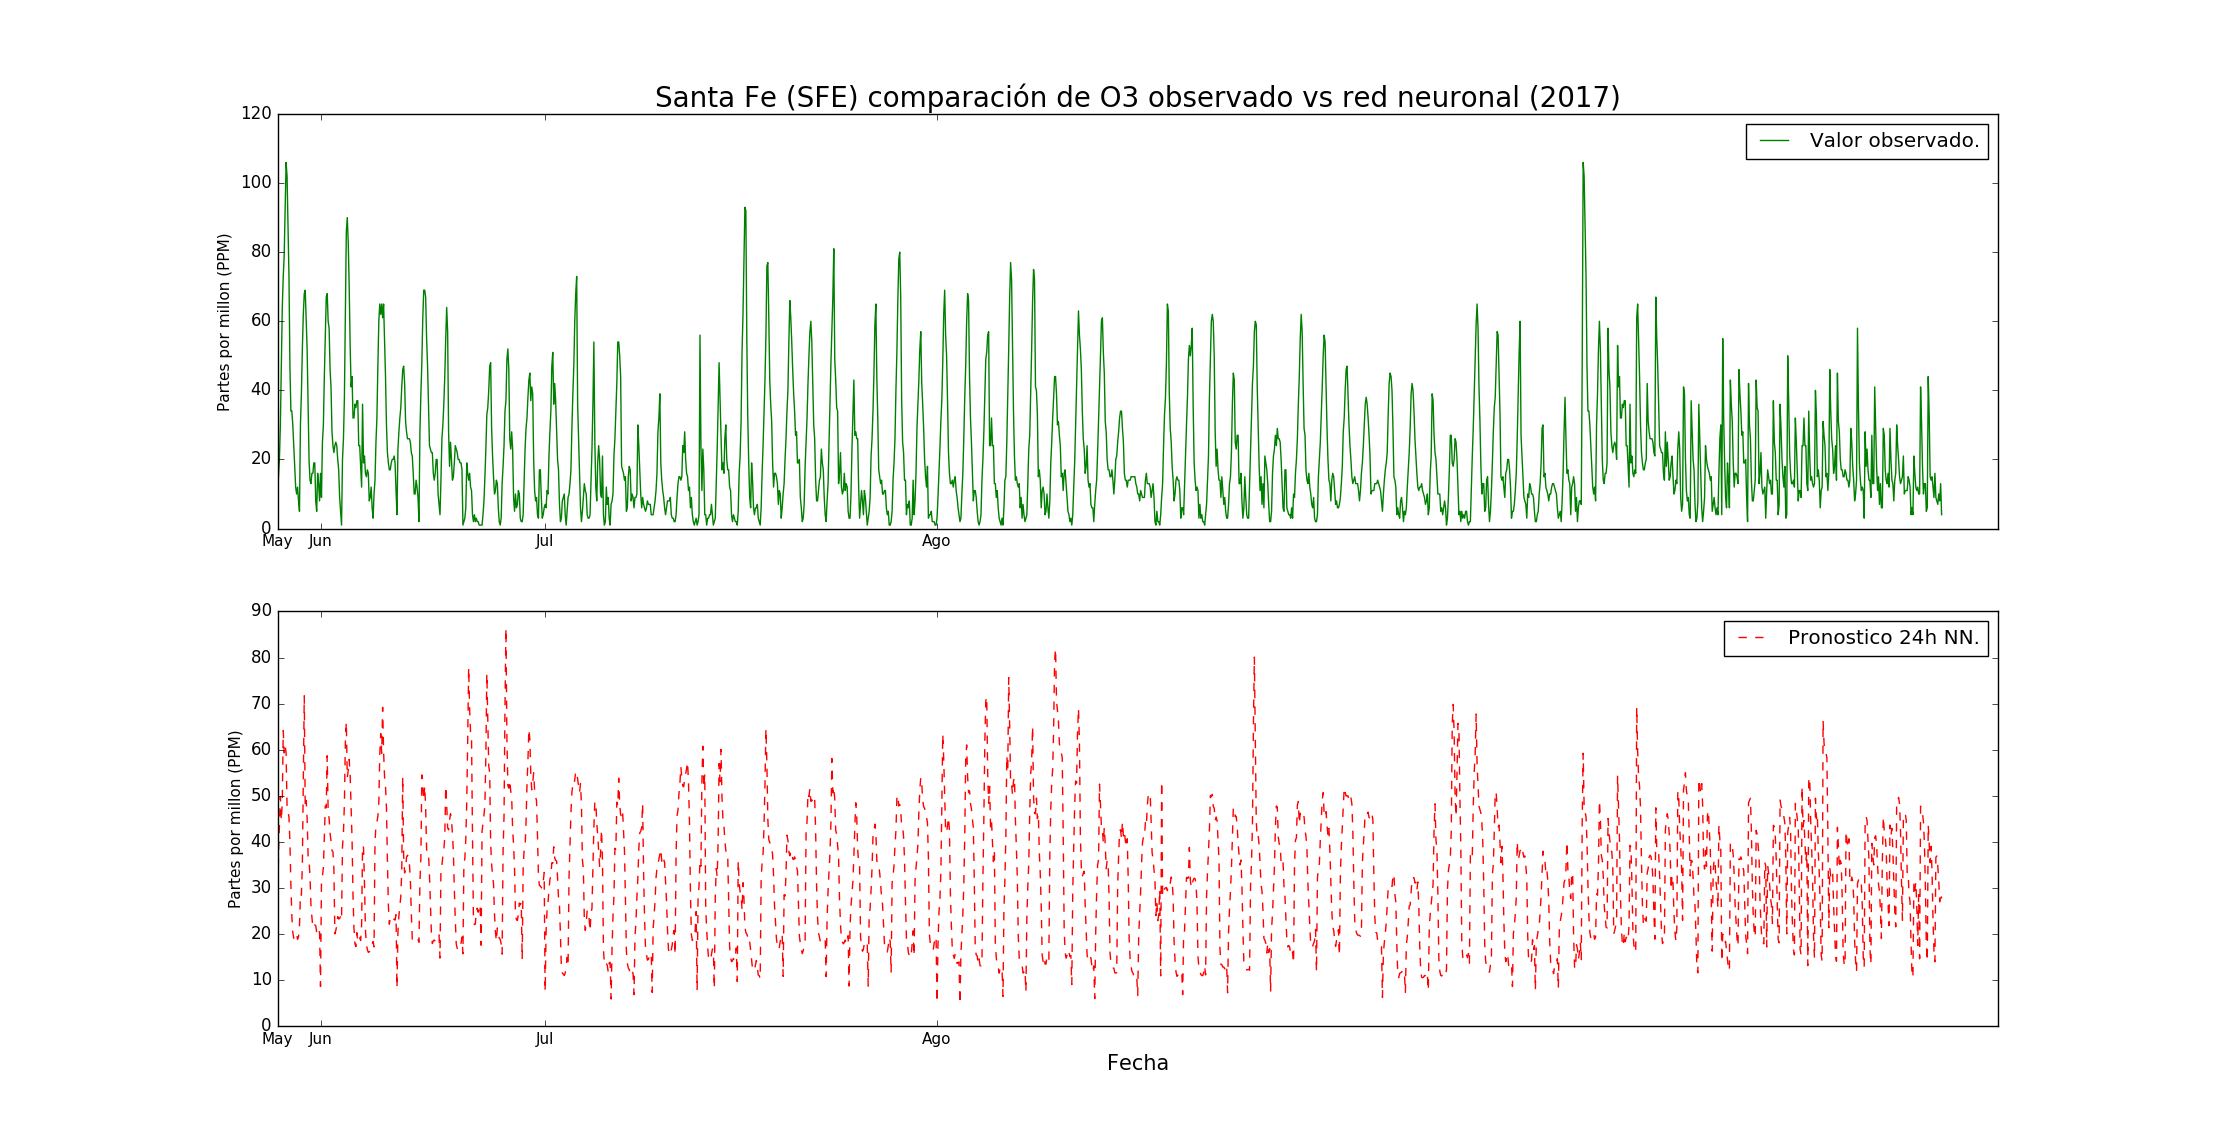 Santa Fe (SFE) comparación de O3 observado vs red neuronal (2017)
120
100
80
60
40
20
0
Partes por millon (PPM)
Valor observado.
May Jun Jul Ago
90
80
70
60
50
40
30
20
10
0
Partes por millon (PPM)
Pronostico 24h NN.
May Jun Jul Ago
Fecha